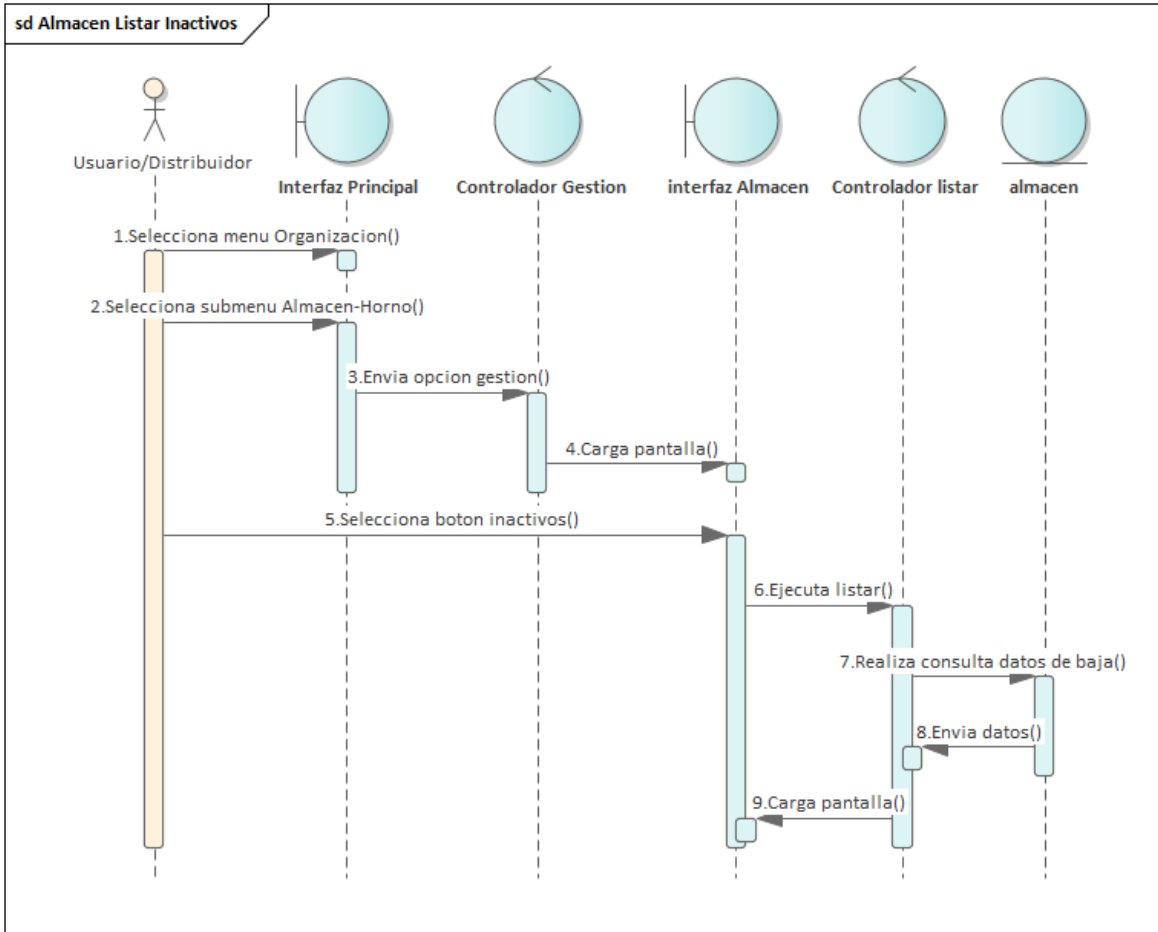 sd Almacen Listar Inactivos
Usuario/Distribuidor
Interfaz Principal
Controlador Gestion
interfaz Almacen
Controlador listar
almacen
1.Selecciona menu Organizacion()
2.Selecciona submenu Almacen-Horno()
3.Envia opcion gestion()
4.Carga pantalla()
5.Selecciona boton inactivos()
6.Ejecuta listar()
7.Realiza consulta datos de baja()
8.Envia datos()
9.Carga pantalla()